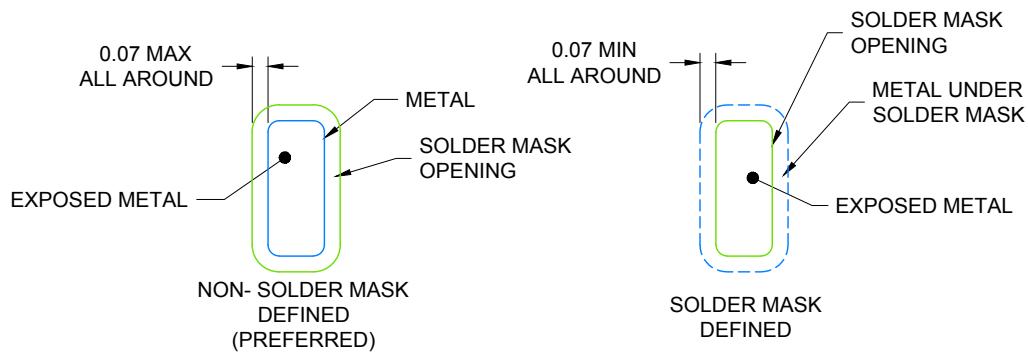 0.07 MAX
ALL AROUND
METAL
SOLDER MASK
OPENING
EXPOSED METAL
NON- SOLDER MASK
DEFINED
(PREFERRED)
SOLDER MASK
OPENING
0.07 MIN
ALL AROUND
METAL UNDER
SOLDER MASK
EXPOSED METAL
SOLDER MASK
DEFINED